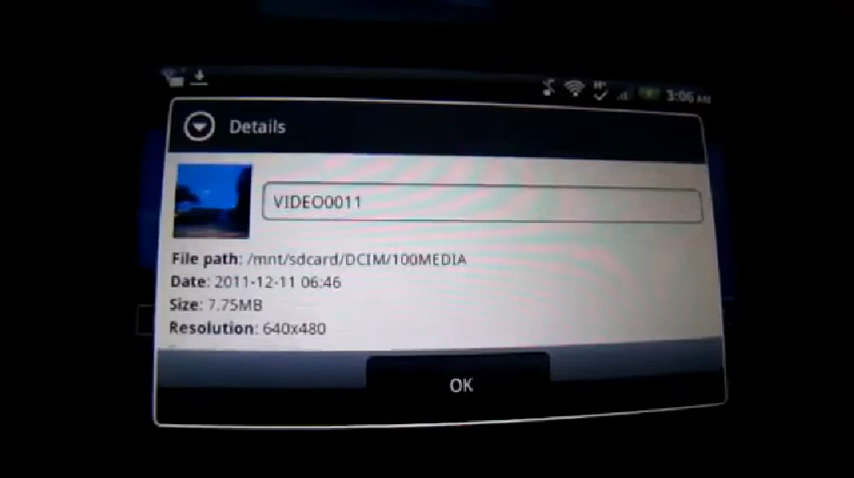 3:06 AM
Details
VIDEO0011
File path: /mnt/sdcard/DCIM/100MEDIA
Date: 2011-12-11 06:46
Size: 7.75MB
Resolution: 640x480
OK